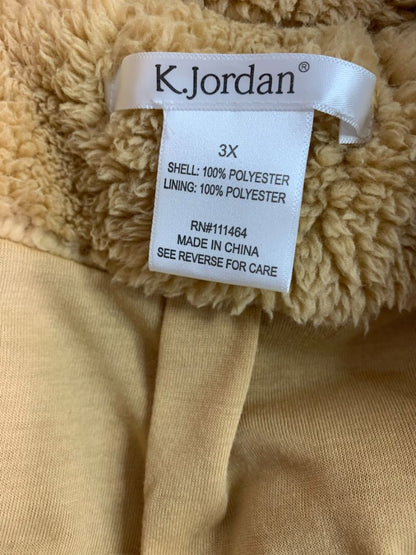 K.Jordan®
3X
SHELL: 100% POLYESTER
LINING: 100% POLYESTER
RN#111464
MADE IN CHINA
SEE REVERSE FOR CARE